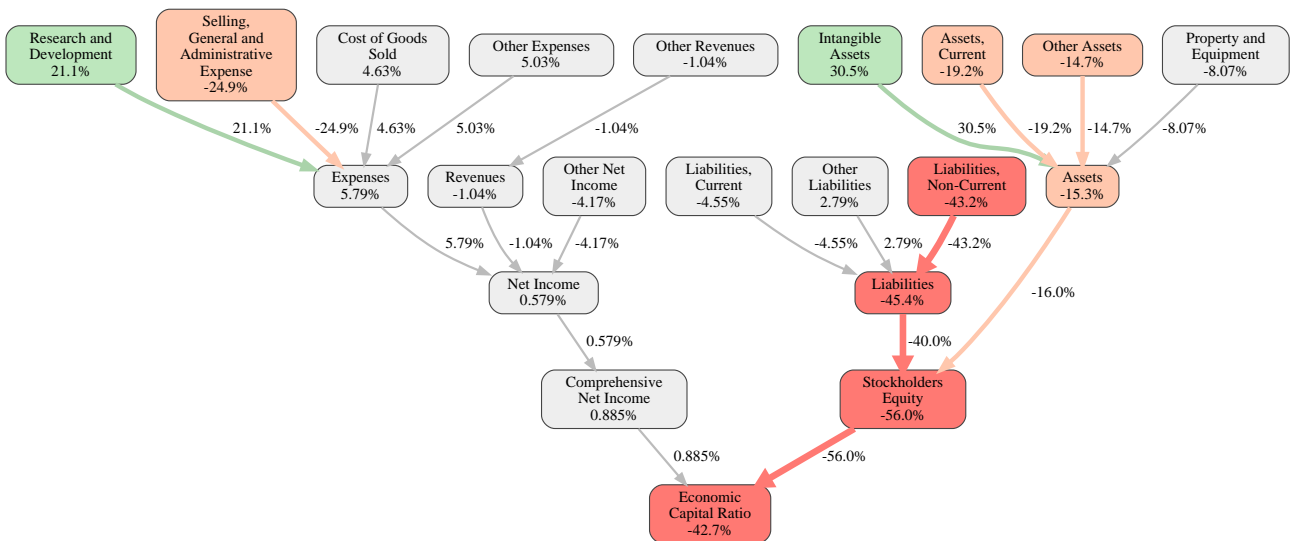 Research and
Development
21.1%
Selling,
General and
Administrative
Expense
-24.9%
Cost of Goods
Sold
4.63%
Other Expenses
5.03%
Other Revenues
-1.04%
Intangible
Assets
30.5%
Assets,
Current
-19.2%
Other Assets
-14.7%
Property and
Equipment
-8.07%
21.1%
-24.9%
4.63%
5.03%
-1.04%
30.5%
-19.2%
-14.7%
-8.07%
Expenses
5.79%
Revenues
-1.04%
Other Net
Income
-4.17%
Liabilities,
Current
-4.55%
Other
Liabilities
2.79%
Liabilities,
Non-Current
-43.2%
Assets
-15.3%
5.79%
-1.04%
-4.17%
-4.55%
2.79%
-43.2%
Net Income
0.579%
Liabilities
-45.4%
-16.0%
0.579%
-40.0%
Comprehensive
Net Income
0.885%
Stockholders
Equity
-56.0%
0.885%
-56.0%
Economic
Capital Ratio
-42.7%